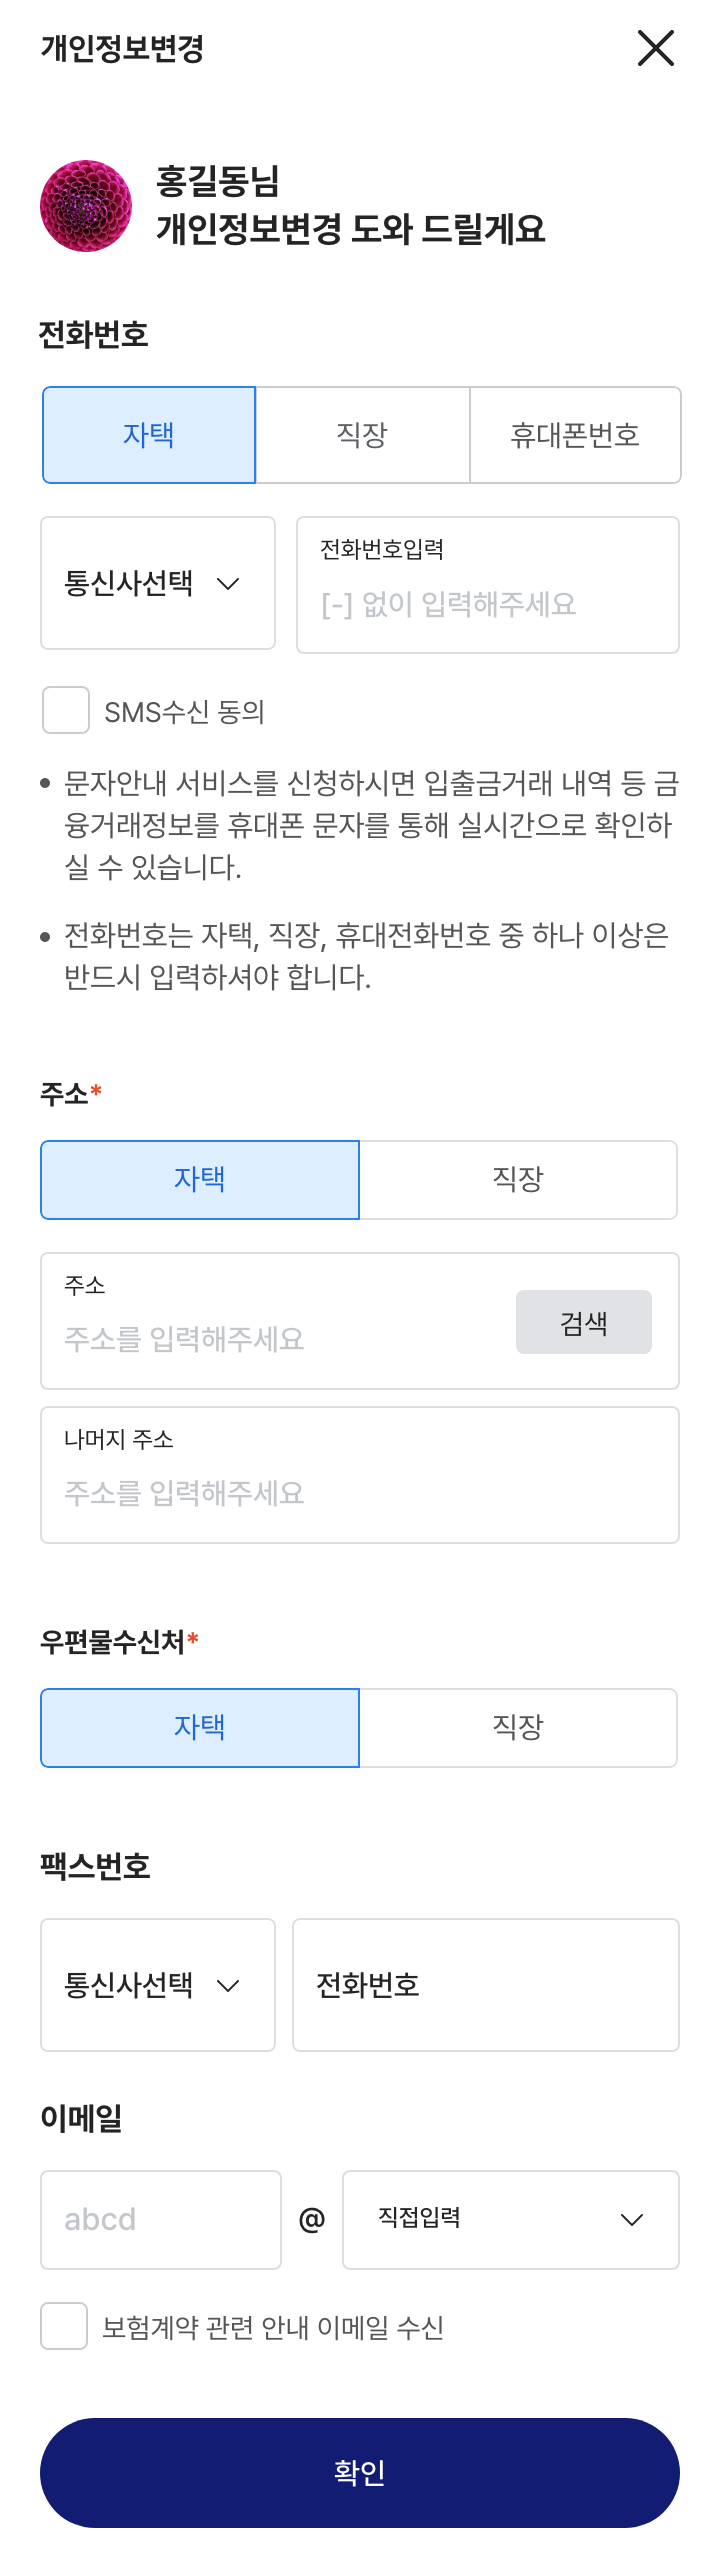 개인정보변경
홍길동님
개인정보변경 도와 드릴게요
전화번호
자택 직장 휴대폰번호
통신사선택
전화번호입력
[-] 없이 입력해주세요
SMS수신 동의
• 문자안내 서비스를 신청하시면 입출금거래 내역 등 금
융거래정보를 휴대폰 문자를 통해 실시간으로 확인하
실 수 있습니다.
• 전화번호는 자택, 직장, 휴대전화번호 중 하나 이상은
반드시 입력하셔야 합니다.
주소*
자택 직장
주소
주소를 입력해주세요
검색
나머지 주소
주소를 입력해주세요
우편물수신처*
자택 직장
팩스번호
통신사선택 전화번호
이메일
abcd @ 직접입력
보험계약 관련 안내 이메일 수신
확인